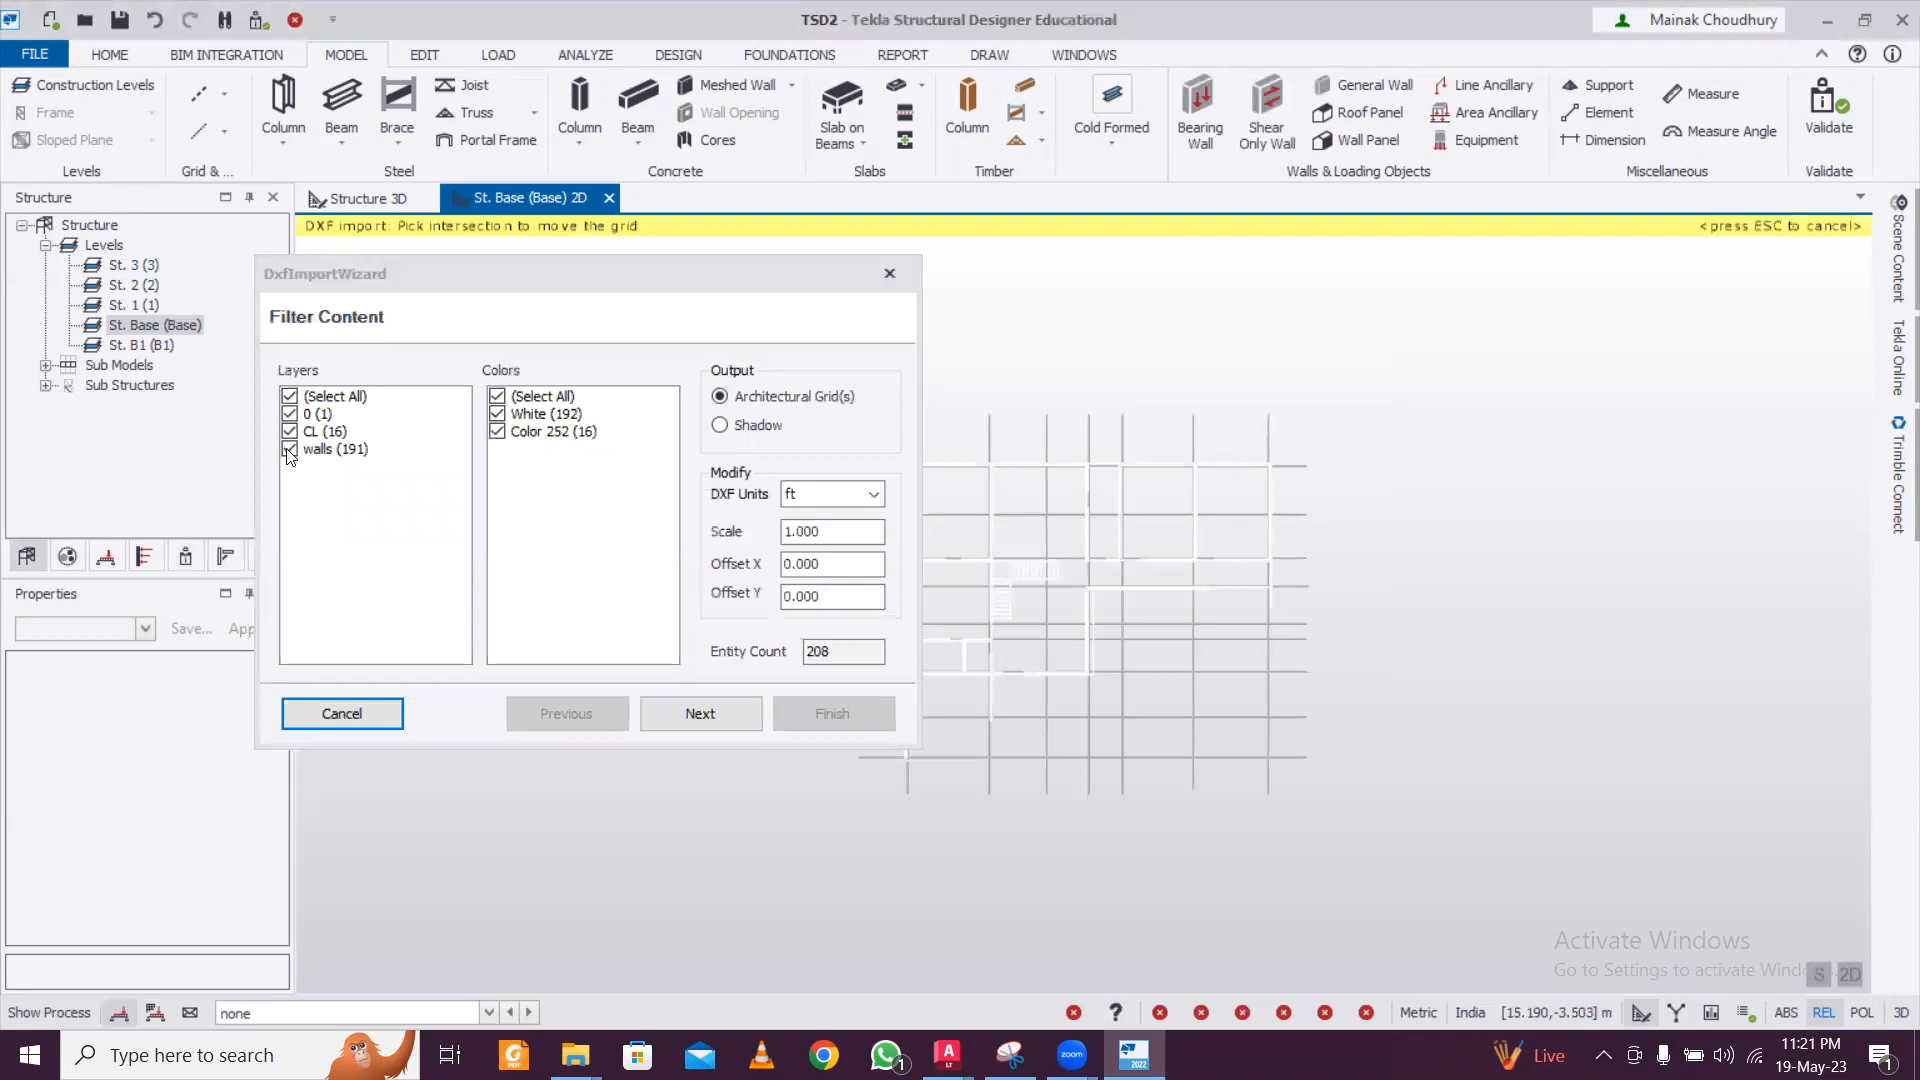 TSD2 - Tekla Structural Designer Educational
Mainak Choudhury
FILE HOME BIM INTEGRATION MODEL EDIT LOAD ANALYZE DESIGN FOUNDATIONS REPORT DRAW WINDOWS
Construction Levels
Frame
Sloped Plane
Levels
Grid & ...
Column
Beam
Brace
Joist
Truss
Portal Frame
Steel
Column
Beam
Meshed Wall
Wall Opening
Cores
Concrete
Slab on
Beams
Slabs
Column
Timber
Cold Formed
Bearing
Wall
Shear
Only Wall
General Wall
Roof Panel
Wall Panel
Line Ancillary
Area Ancillary
Equipment
Walls & Loading Objects
Support
Element
Dimension
Measure
Measure Angle
Miscellaneous
Validate
Validate
Structure
Structure
Levels
St. 3 (3)
St. 2 (2)
St. 1 (1)
St. Base (Base)
St. B1 (B1)
Sub Models
Sub Structures
Properties
Save...
App
Structure 3D
St. Base (Base) 2D
DXF import: Pick intersection to move the grid
<press ESC to cancel>
DxfImportWizard
Filter Content
Layers
(Select All)
0 (1)
CL (16)
walls (191)
Colors
(Select All)
White (192)
Color 252 (16)
Output
Architectural Grid(s)
Shadow
Modify
DXF Units ft
Scale 1.000
Offset X 0.000
Offset Y 0.000
Entity Count 208
Cancel
Previous
Next
Finish
Scene Content
Tekla Online
Trimble Connect
Activate Windows
Go to Settings to activate Wind
S 2D
Show Process
none
Metric India [15.190,-3.503] m
ABS REL POL 3D
Type here to search
PDF
1
LT
zoom
2022
Live
11:21 PM
19-May-23
1